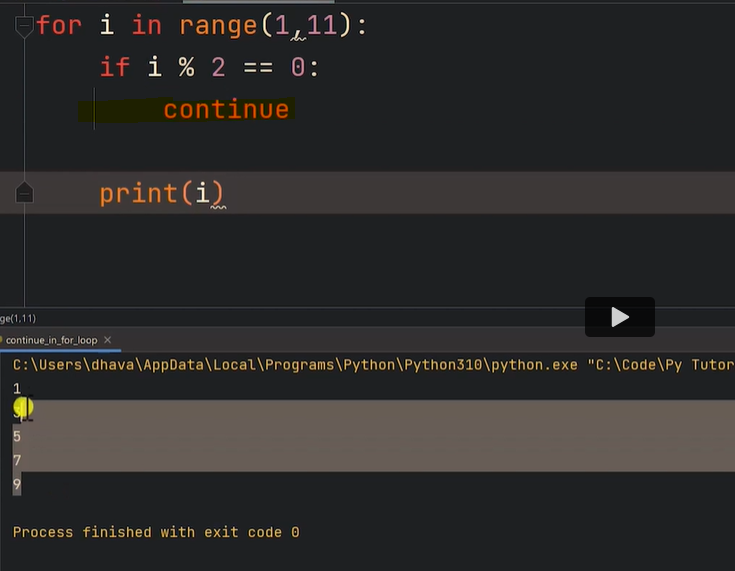 for i in range(1,11):
if i % 2 == 0:
continue
print(i)
ge(1,11)
continue_in_for_loop
C:\Users\dhava\AppData\Local\Programs\Python\Python310\python.exe "C:\Code\Py Tutor
1
3
5
7
9
Process finished with exit code 0